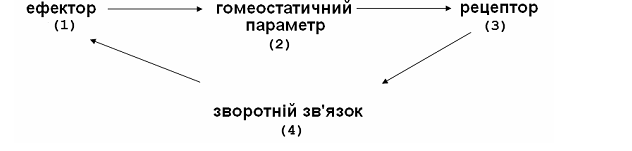 ефектор
(1)
гомеостатичний
параметр
(2)
рецептор
(3)
зворотній зв'язок
(4)